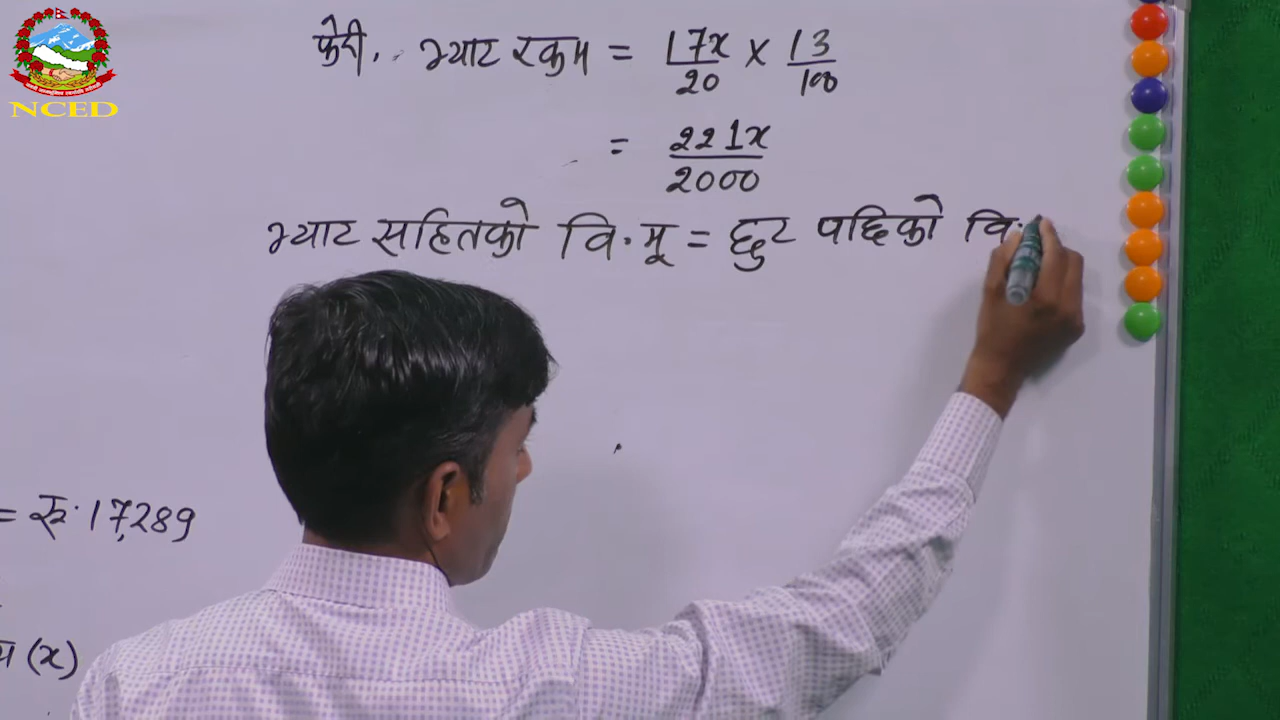 NCED
फेरी, भ्याट रकम = 17x/20 × 13/100
= 221x/2000
भ्याट सहितको वि.मू = छुट पछिको वि.
= रु. 17,289
(x)